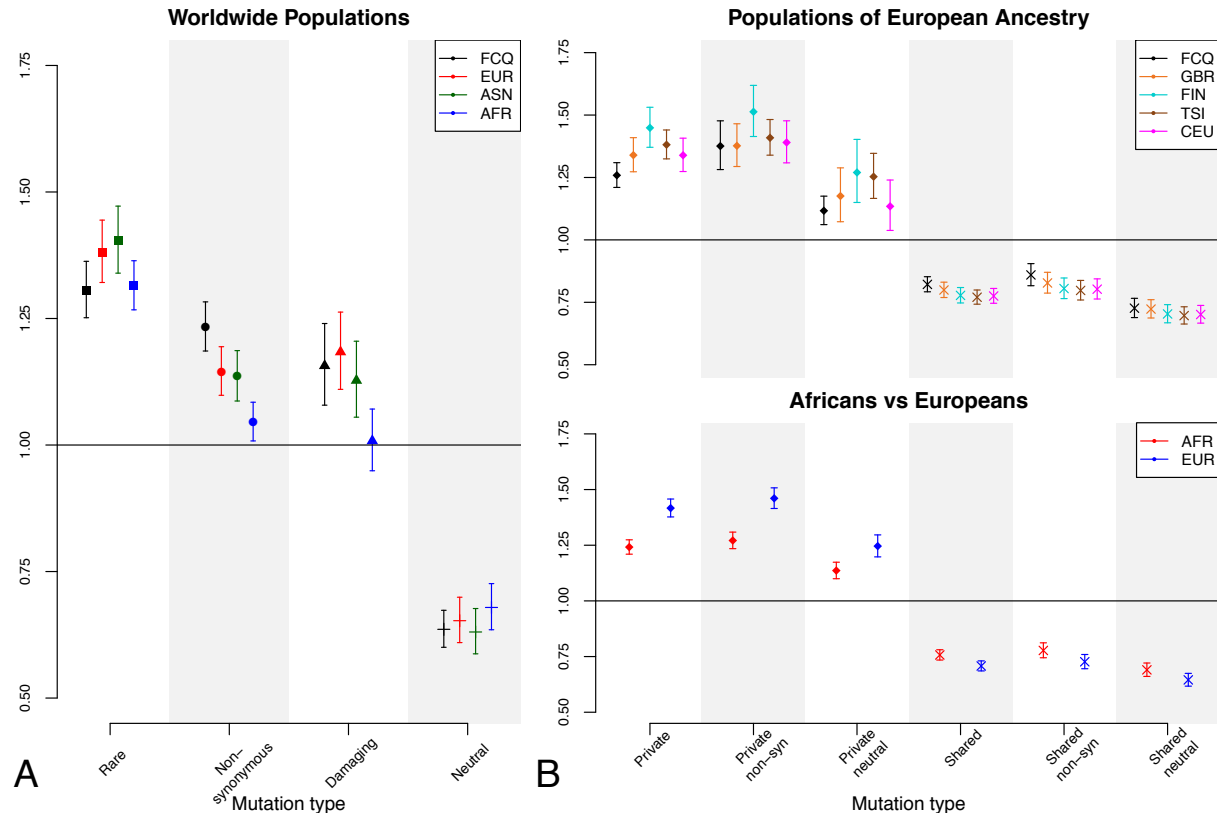 Worldwide Populations
FCQ
EUR
ASN
AFR
1.75
1.50
1.25
1.00
0.75
0.50
Rare
Non-
synonymous
Damaging
Neutral
Mutation type
A
Populations of European Ancestry
FCQ
GBR
FIN
TSI
CEU
1.75
1.50
1.25
1.00
0.75
0.50
Africans vs Europeans
AFR
EUR
1.75
1.50
1.25
1.00
0.75
0.50
Private
Private
non-syn
Private
neutral
Shared
Shared
non-syn
Shared
neutral
Mutation type
B